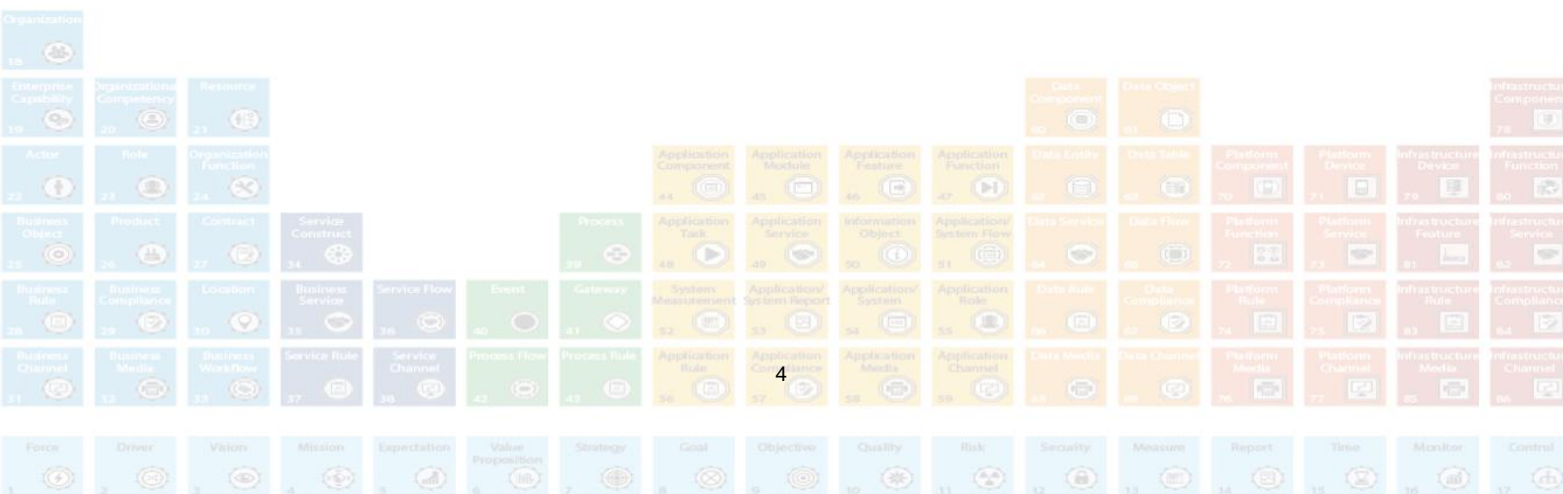 Organization
18
Enterprise Capability
19
Organizational Competency
20
Resource
21
Data Component
60
Data Object
61
Infrastructure Component
78
Actor
22
Role
23
Organization Function
24
Application Component
44
Application Module
45
Application Feature
46
Application Function
47
Data Entity
62
Data Table
63
Platform Component
70
Platform Device
71
Infrastructure Device
79
Infrastructure Function
80
Business Object
25
Product
26
Contract
27
Service Construct
34
Process
39
Application Task
48
Application Service
49
Information Object
50
Application/ System Flow
51
Data Service
64
Data Flow
65
Platform Function
72
Platform Service
73
Infrastructure Feature
81
Infrastructure Service
82
Business Rule
28
Business Compliance
29
Location
30
Business Service
35
Service Flow
36
Event
40
Gateway
41
System Measurement
52
Application/ System Report
53
Application/ System
54
Application Role
55
Data Rule
66
Data Compliance
67
Platform Rule
74
Platform Compliance
75
Infrastructure Rule
83
Infrastructure Compliance
84
Business Channel
31
Business Media
32
Business Workflow
33
Service Rule
37
Service Channel
38
Process Flow
42
Process Rule
43
Application Rule
56
Application Compliance
57
4
Application Media
58
Application Channel
59
Data Media
68
Data Channel
69
Platform Media
76
Platform Channel
77
Infrastructure Media
85
Infrastructure Channel
86
Force
1
Driver
2
Vision
3
Mission
4
Expectation
5
Value Proposition
6
Strategy
7
Goal
8
Objective
9
Quality
10
Risk
11
Security
12
Measure
13
Report
14
Time
15
Monitor
16
Control
17